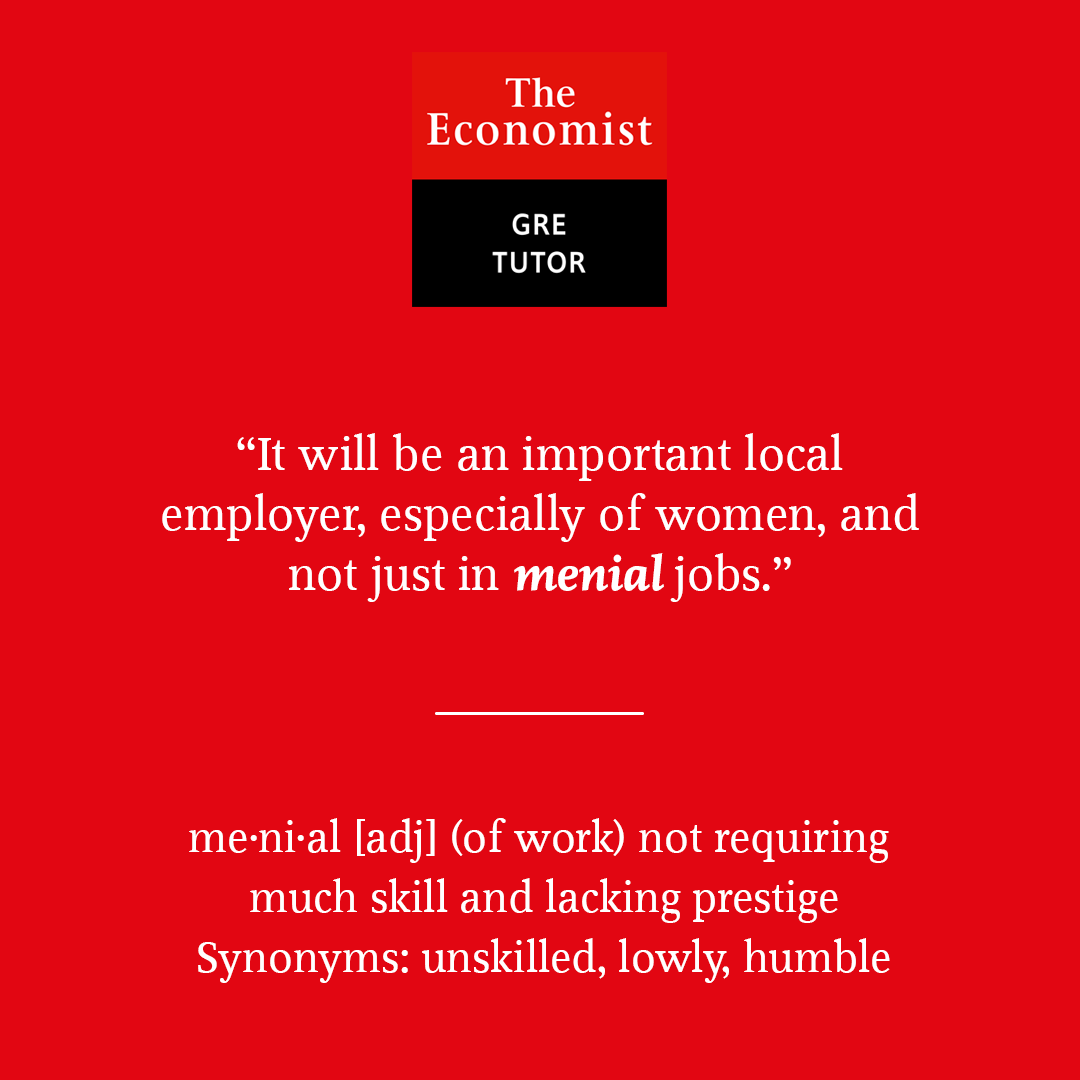 The
Economist
GRE
TUTOR
“It will be an important local
employer, especially of women, and
not just in menial jobs.”
me·ni·al [adj] (of work) not requiring
much skill and lacking prestige
Synonyms: unskilled, lowly, humble